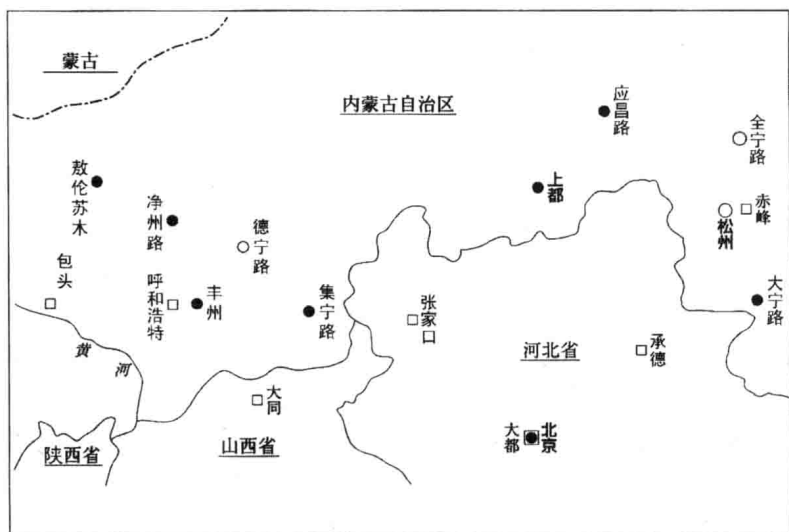 蒙古
内蒙古自治区
应昌路
全宁路
敖伦苏木
净州路
德宁路
上都
松州
赤峰
包头
呼和浩特
丰州
集宁路
张家口
大宁路
黄河
河北省
承德
大同
大都
北京
陕西省
山西省